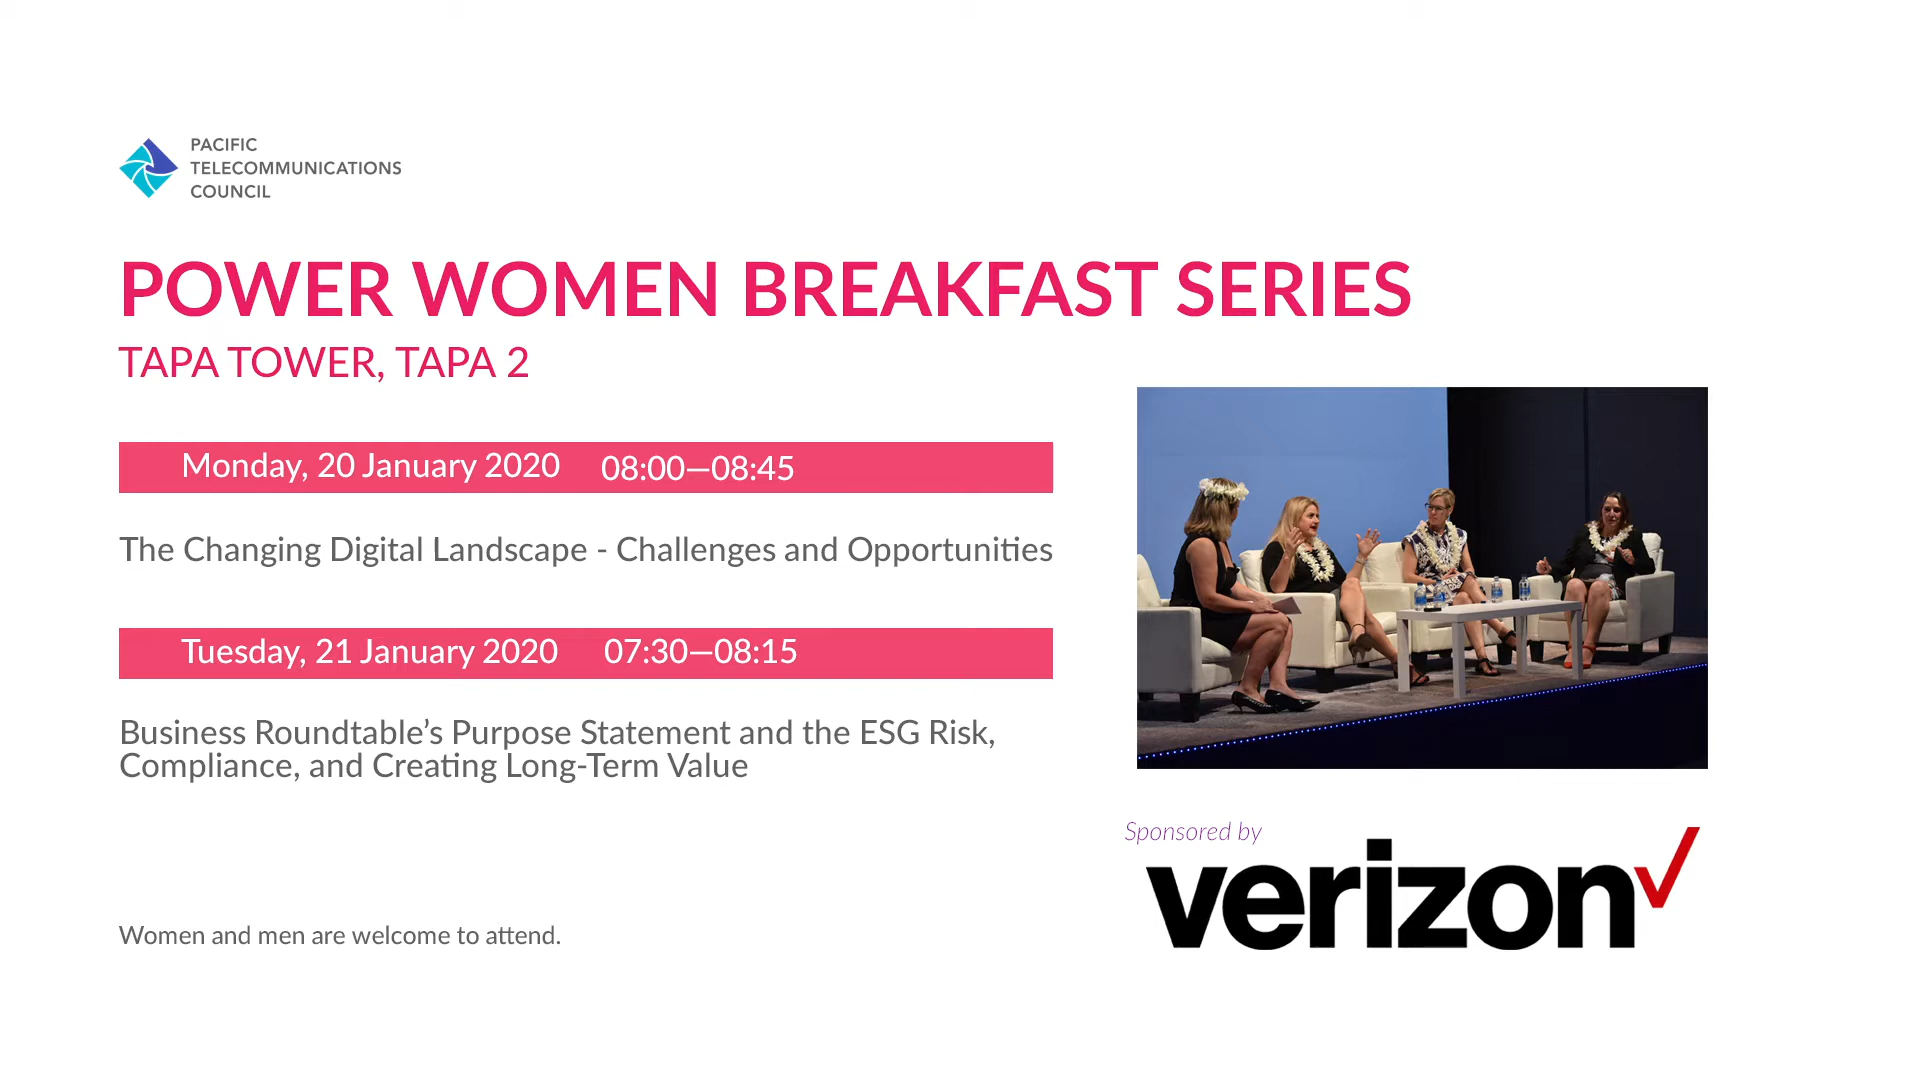 PACIFIC
TELECOMMUNICATIONS
COUNCIL
POWER WOMEN BREAKFAST SERIES
TAPA TOWER, TAPA 2
Monday, 20 January 2020 08:00—08:45
The Changing Digital Landscape - Challenges and Opportunities
Tuesday, 21 January 2020 07:30—08:15
Business Roundtable’s Purpose Statement and the ESG Risk,
Compliance, and Creating Long-Term Value
Sponsored by
verizon
Women and men are welcome to attend.